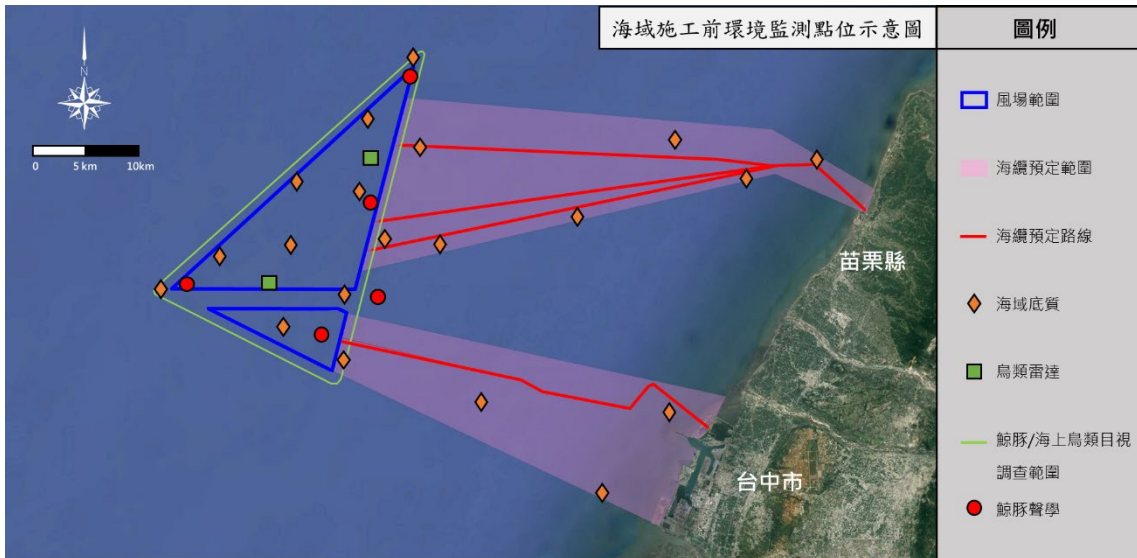 海域施工前環境監測點位示意圖
圖例
N
0 5 km 10km
風場範圍
海纜預定範圍
海纜預定路線
海域底質
鳥類雷達
鯨豚/海上鳥類目視
調查範圍
鯨豚聲學
苗栗縣
台中市